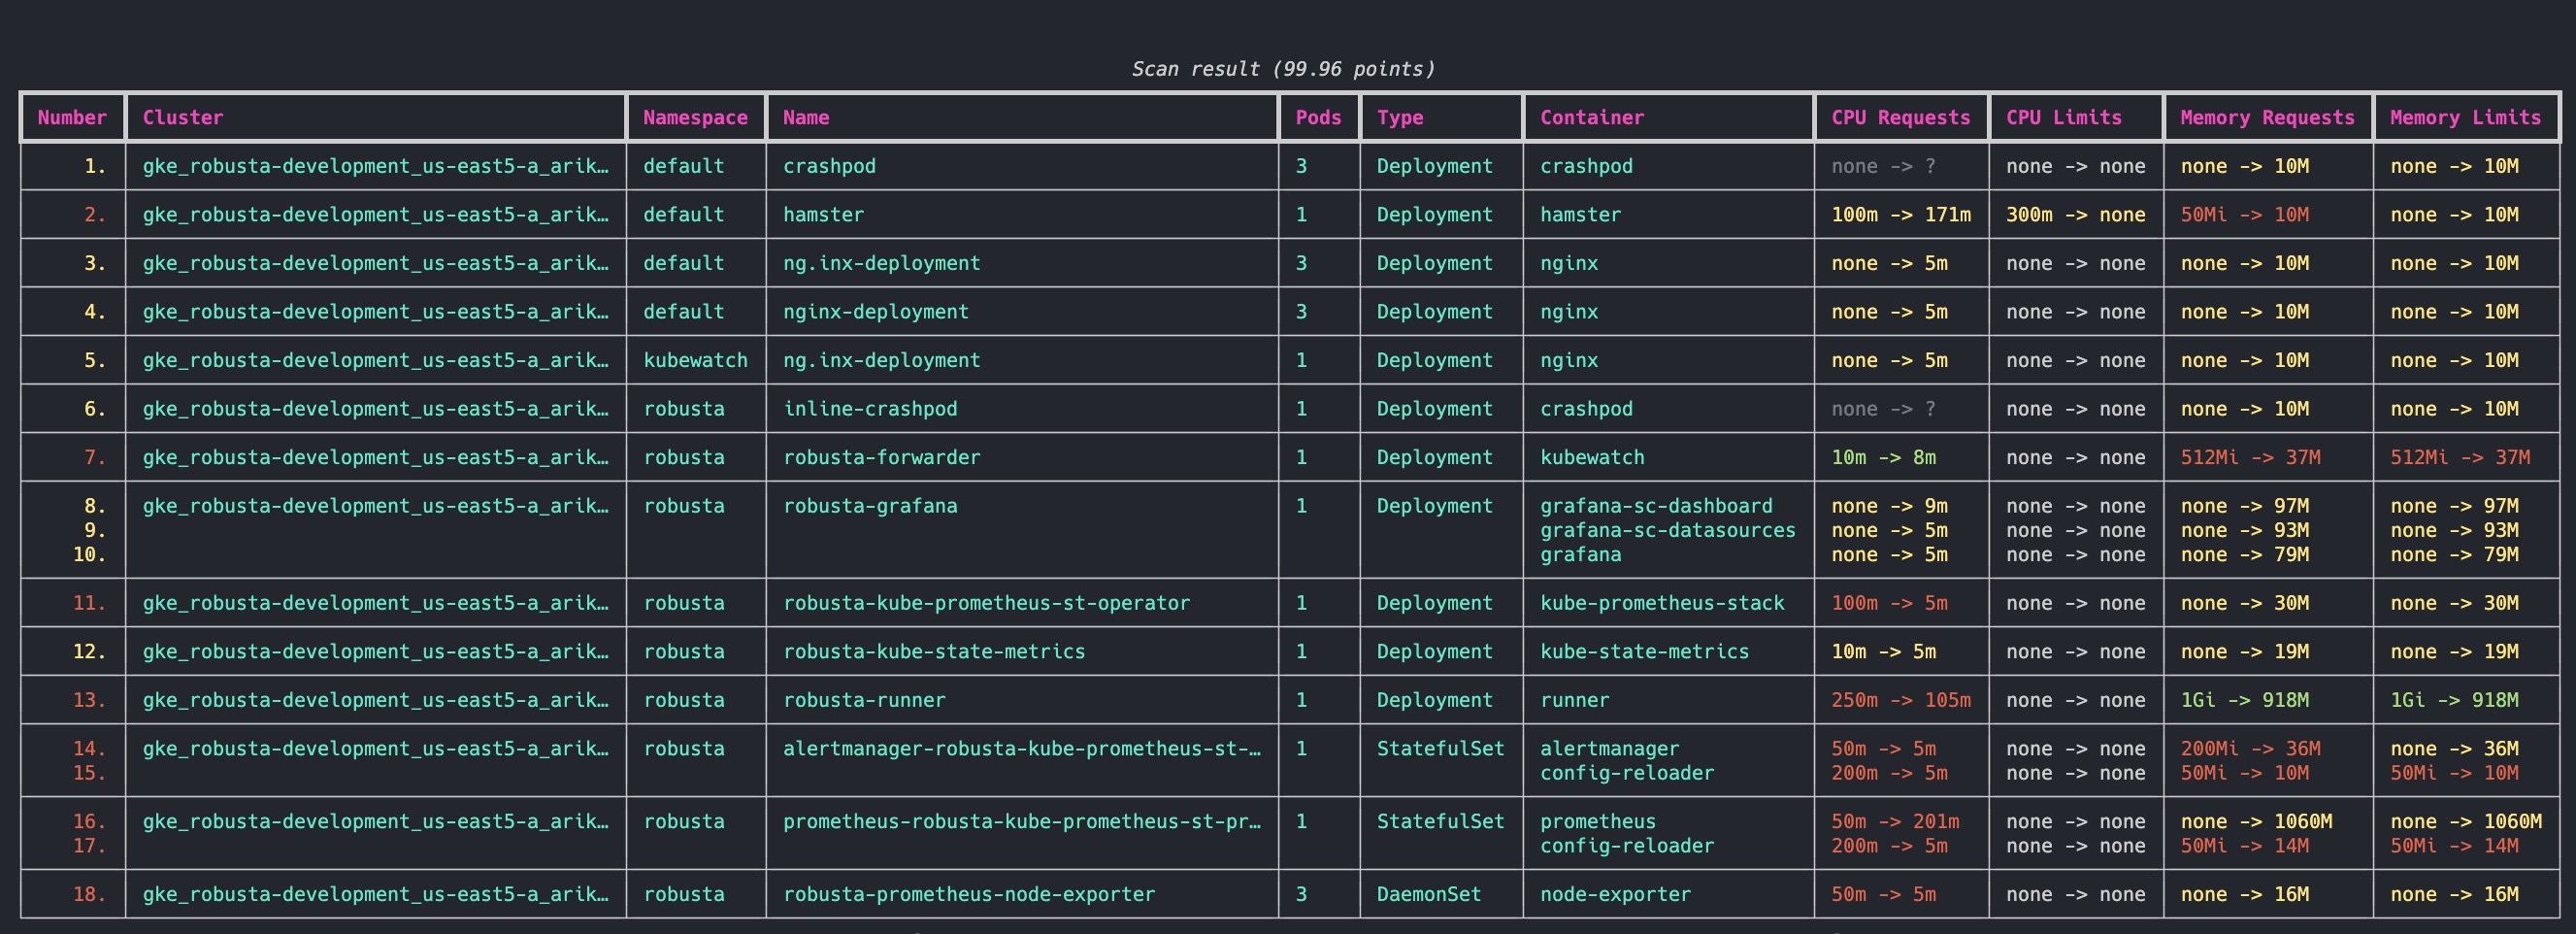 Scan result (99.96 points)
Number Cluster Namespace Name Pods Type Container CPU Requests CPU Limits Memory Requests Memory Limits
1. gke_robusta-development_us-east5-a_arik… default crashpod 3 Deployment crashpod none -> ? none -> none none -> 10M none -> 10M
2. gke_robusta-development_us-east5-a_arik… default hamster 1 Deployment hamster 100m -> 171m 300m -> none 50Mi -> 10M none -> 10M
3. gke_robusta-development_us-east5-a_arik… default ng.inx-deployment 3 Deployment nginx none -> 5m none -> none none -> 10M none -> 10M
4. gke_robusta-development_us-east5-a_arik… default nginx-deployment 3 Deployment nginx none -> 5m none -> none none -> 10M none -> 10M
5. gke_robusta-development_us-east5-a_arik… kubewatch ng.inx-deployment 1 Deployment nginx none -> 5m none -> none none -> 10M none -> 10M
6. gke_robusta-development_us-east5-a_arik… robusta inline-crashpod 1 Deployment crashpod none -> ? none -> none none -> 10M none -> 10M
7. gke_robusta-development_us-east5-a_arik… robusta robusta-forwarder 1 Deployment kubewatch 10m -> 8m none -> none 512Mi -> 37M 512Mi -> 37M
8. gke_robusta-development_us-east5-a_arik… robusta robusta-grafana 1 Deployment grafana-sc-dashboard none -> 9m none -> none none -> 97M none -> 97M
9. grafana-sc-datasources none -> 5m none -> none none -> 93M none -> 93M
10. grafana none -> 5m none -> none none -> 79M none -> 79M
11. gke_robusta-development_us-east5-a_arik… robusta robusta-kube-prometheus-st-operator 1 Deployment kube-prometheus-stack 100m -> 5m none -> none none -> 30M none -> 30M
12. gke_robusta-development_us-east5-a_arik… robusta robusta-kube-state-metrics 1 Deployment kube-state-metrics 10m -> 5m none -> none none -> 19M none -> 19M
13. gke_robusta-development_us-east5-a_arik… robusta robusta-runner 1 Deployment runner 250m -> 105m none -> none 1Gi -> 918M 1Gi -> 918M
14. gke_robusta-development_us-east5-a_arik… robusta alertmanager-robusta-kube-prometheus-st-… 1 StatefulSet alertmanager 50m -> 5m none -> none 200Mi -> 36M none -> 36M
15. config-reloader 200m -> 5m none -> none 50Mi -> 10M 50Mi -> 10M
16. gke_robusta-development_us-east5-a_arik… robusta prometheus-robusta-kube-prometheus-st-pr… 1 StatefulSet prometheus 50m -> 201m none -> none none -> 1060M none -> 1060M
17. config-reloader 200m -> 5m none -> none 50Mi -> 14M 50Mi -> 14M
18. gke_robusta-development_us-east5-a_arik… robusta robusta-prometheus-node-exporter 3 DaemonSet node-exporter 50m -> 5m none -> none none -> 16M none -> 16M